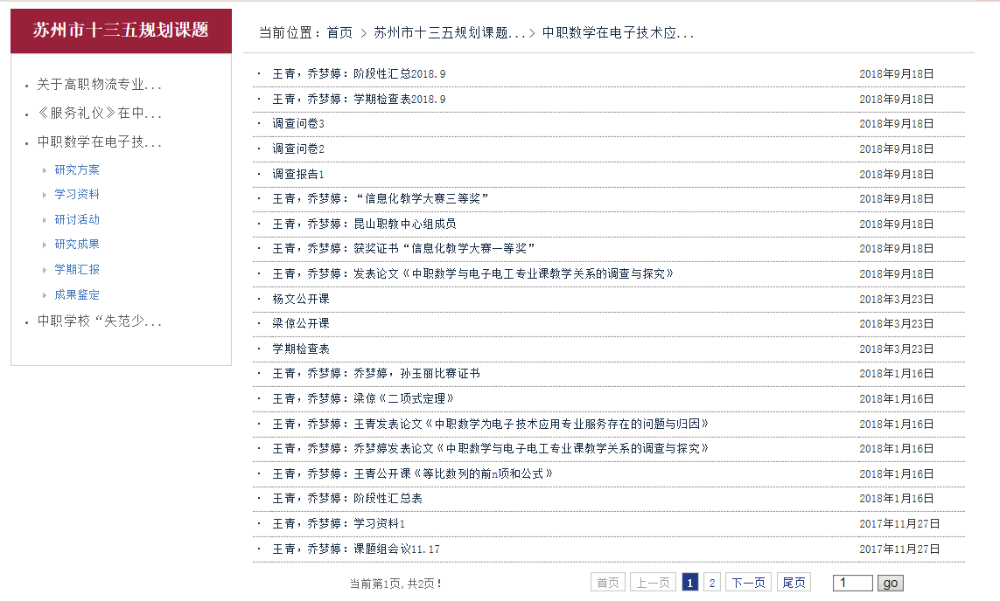 苏州市十三五规划课题
关于高职物流专业...
《服务礼仪》在中...
中职数学在电子技...
研究方案
学习资料
研讨活动
研究成果
学期汇报
成果鉴定
中职学校“失范少...
当前位置：首页 > 苏州市十三五规划课题...> 中职数学在电子技术应...
· 王青，乔梦婷：阶段性汇总2018.9 2018年9月18日
· 王青，乔梦婷：学期检查表2018.9 2018年9月18日
· 调查问卷3 2018年9月18日
· 调查问卷2 2018年9月18日
· 调查报告1 2018年9月18日
· 王青，乔梦婷：“信息化教学大赛三等奖” 2018年9月18日
· 王青，乔梦婷：昆山职教中心组成员 2018年9月18日
· 王青，乔梦婷：获奖证书“信息化教学大赛一等奖” 2018年9月18日
· 王青，乔梦婷：发表论文《中职数学与电子电工专业课教学关系的调查与探究》 2018年9月18日
· 杨文公开课 2018年3月23日
· 梁倞公开课 2018年3月23日
· 学期检查表 2018年3月23日
· 王青，乔梦婷：乔梦婷，孙玉丽比赛证书 2018年1月16日
· 王青，乔梦婷：梁倞《二项式定理》 2018年1月16日
· 王青，乔梦婷：王青发表论文《中职数学为电子技术应用专业服务存在的问题与归因》 2018年1月16日
· 王青，乔梦婷：乔梦婷发表论文《中职数学与电子电工专业课教学关系的调查与探究》 2018年1月16日
· 王青，乔梦婷：王青公开课《等比数列的前n项和公式》 2018年1月16日
· 王青，乔梦婷：阶段性汇总表 2018年1月16日
· 王青，乔梦婷：学习资料1 2017年11月27日
· 王青，乔梦婷：课题组会议11.17 2017年11月27日
当前第1页,共2页！ 首页 上一页 1 2 下一页 尾页 1 go